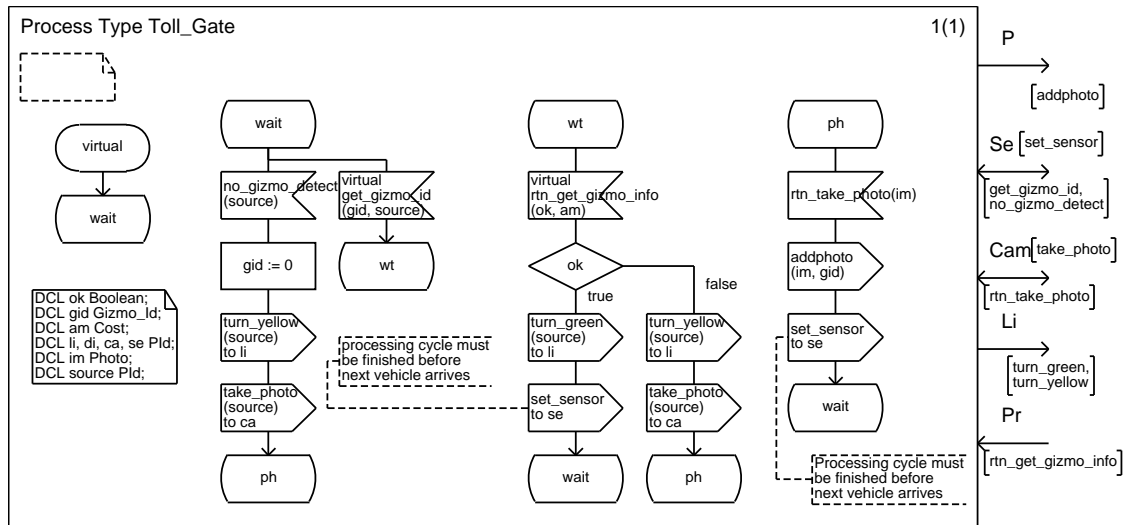 Process Type Toll_Gate
1(1)
virtual
wait
DCL ok Boolean;
DCL gid Gizmo_Id;
DCL am Cost;
DCL li, di, ca, se PId;
DCL im Photo;
DCL source PId;
wait
no_gizmo_detect
(source)
gid := 0
turn_yellow
(source)
to li
take_photo
(source)
to ca
ph
virtual
get_gizmo_id
(gid, source)
wt
processing cycle must
be finished before
next vehicle arrives
wt
virtual
rtn_get_gizmo_info
(ok, am)
ok
true
false
turn_green
(source)
to li
set_sensor
to se
wait
turn_yellow
(source)
to li
take_photo
(source)
to ca
ph
ph
rtn_take_photo(im)
addphoto
(im, gid)
set_sensor
to se
wait
Processing cycle must
be finished before
next vehicle arrives
P
addphoto
Se
set_sensor
get_gizmo_id,
no_gizmo_detect
Cam
take_photo
rtn_take_photo
Li
turn_green,
turn_yellow
Pr
rtn_get_gizmo_info